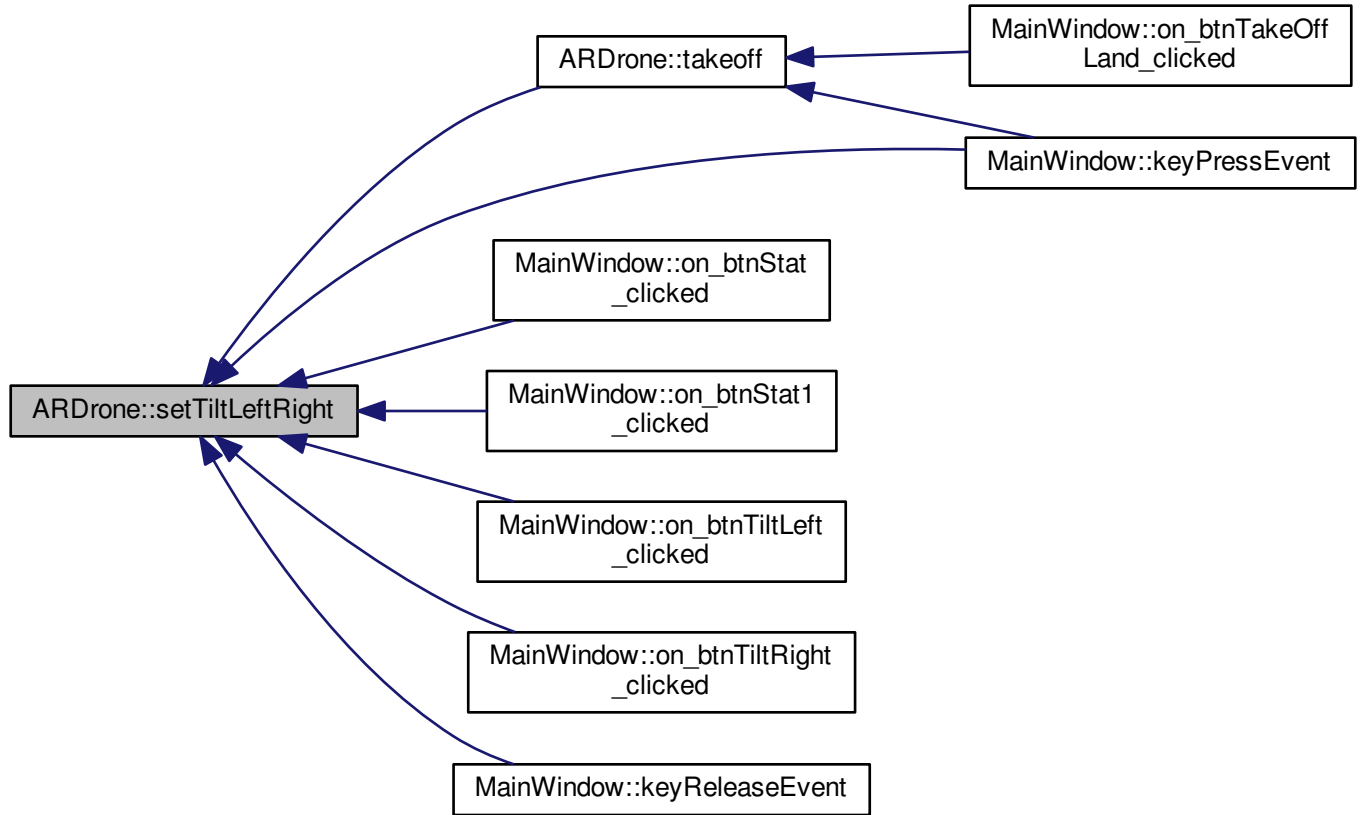 ARDrone::takeoff
MainWindow::on_btnTakeOff
Land_clicked
MainWindow::keyPressEvent
MainWindow::on_btnStat
_clicked
ARDrone::setTiltLeftRight
MainWindow::on_btnStat1
_clicked
MainWindow::on_btnTiltLeft
_clicked
MainWindow::on_btnTiltRight
_clicked
MainWindow::keyReleaseEvent